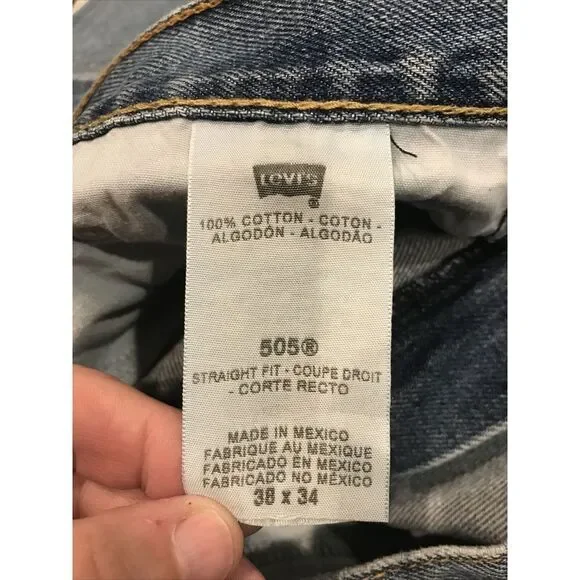 LEVI'S
®
100% COTTON - COTON -
ALGODÓN - ALGODÃO
505®
STRAIGHT FIT - COUPE DROIT
- CORTE RECTO
MADE IN MEXICO
FABRIQUE AU MEXIQUE
FABRICADO EN MEXICO
FABRICADO NO MÉXICO
38 x 34